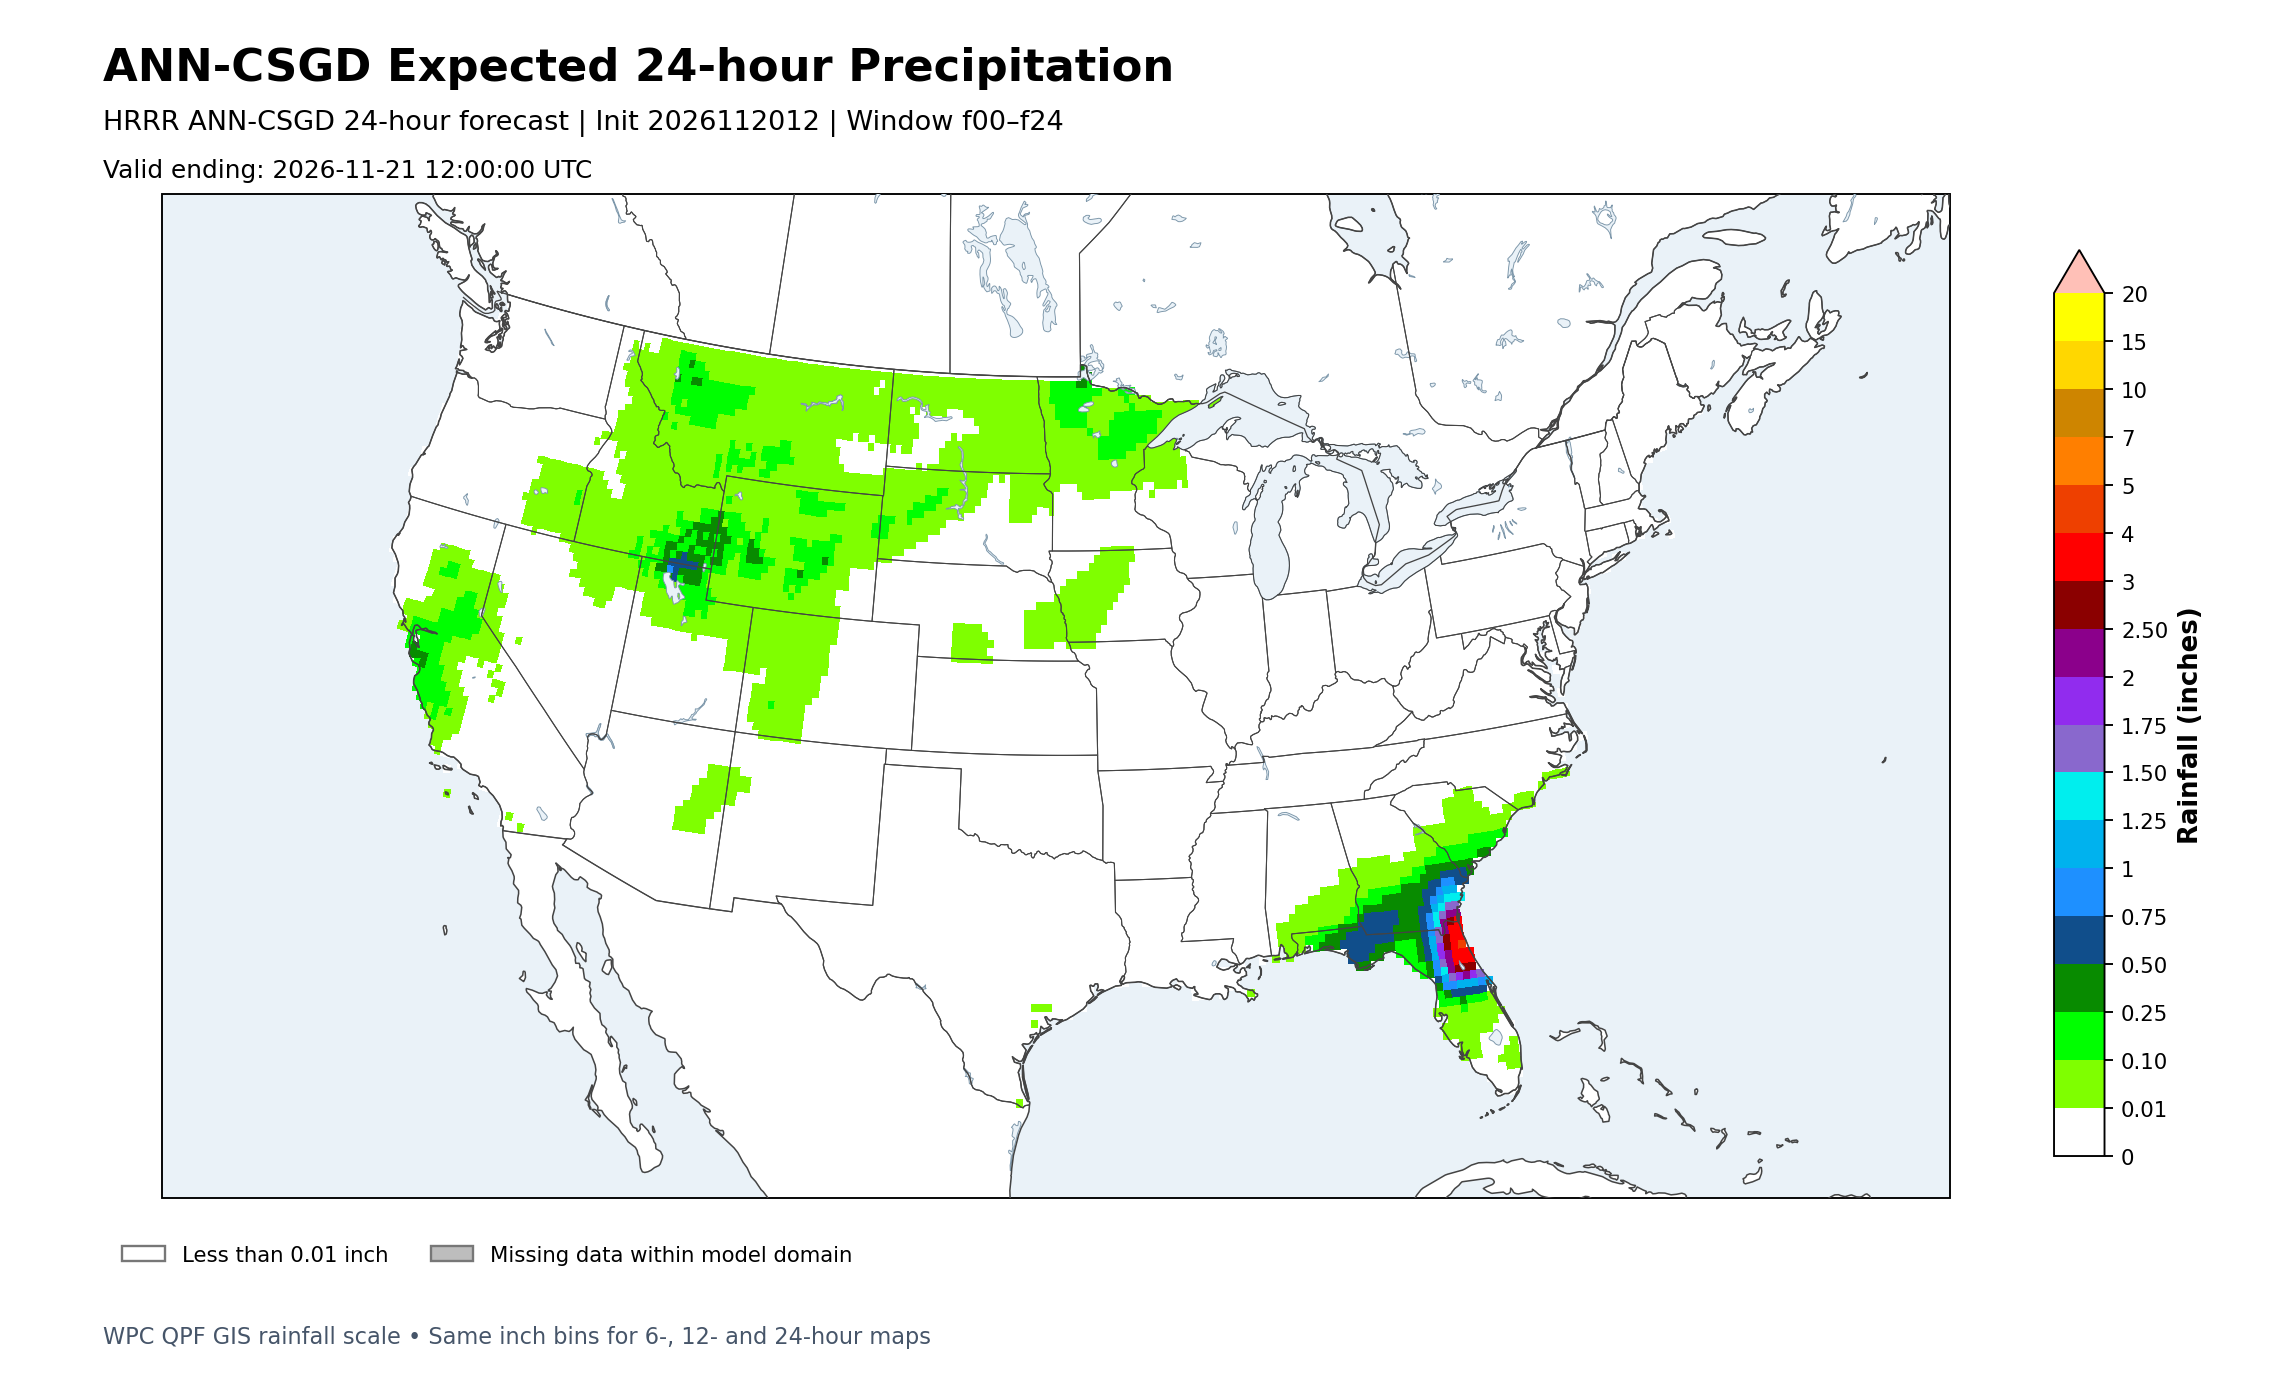 ANN-CSGD Expected 24-hour Precipitation
HRRR ANN-CSGD 24-hour forecast | Init 2026112012 | Window f00–f24
Valid ending: 2026-11-21 12:00:00 UTC
20
15
10
7
5
4
3
2.50
2
1.75
1.50
1.25
1
0.75
0.50
0.25
0.10
0.01
0
Rainfall (inches)
Less than 0.01 inch
Missing data within model domain
WPC QPF GIS rainfall scale • Same inch bins for 6-, 12- and 24-hour maps